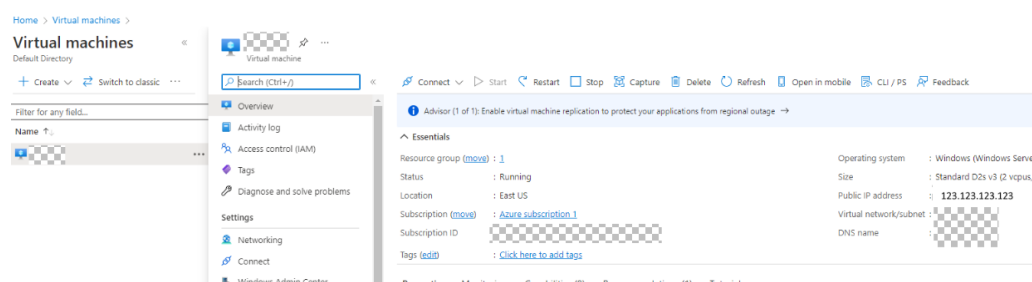 Home > Virtual machines >
Virtual machines
Default Directory
Create
Switch to classic
Filter for any field...
Name
Virtual machine
Search (Ctrl+/)
Overview
Activity log
Access control (IAM)
Tags
Diagnose and solve problems
Settings
Networking
Connect
Windows Admin Center
Connect Start Restart Stop Capture Delete Refresh Open in mobile CLI / PS Feedback
Advisor (1 of 1): Enable virtual machine replication to protect your applications from regional outage →
Essentials
Resource group (move) : 1
Status : Running
Location : East US
Subscription (move) : Azure subscription 1
Subscription ID
Tags (edit) : Click here to add tags
Operating system : Windows (Windows Serve
Size : Standard D2s v3 (2 vcpus,
Public IP address : 123.123.123.123
Virtual network/subnet :
DNS name :